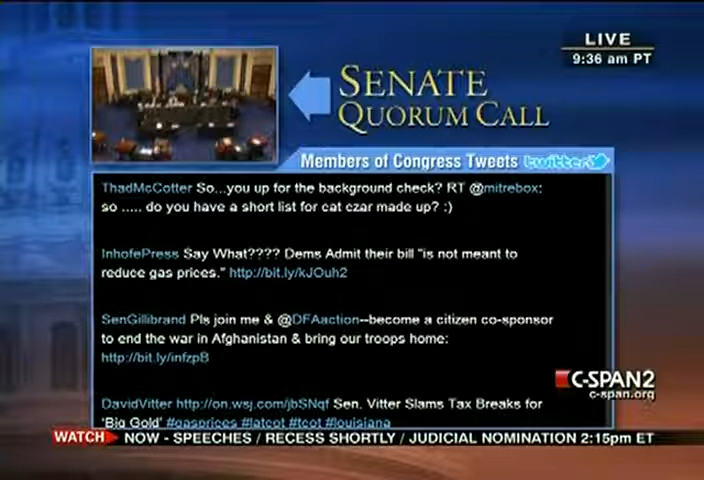 LIVE
9:36 am PT
SENATE
QUORUM CALL
Members of Congress Tweets twitter
ThadMcCotter So...you up for the background check? RT @mitrebox:
so ..... do you have a short list for cat czar made up? :)
InhofePress Say What???? Dems Admit their bill "is not meant to
reduce gas prices." http://bit.ly/kJOuh2
SenGillibrand Pls join me & @DFAaction--become a citizen co-sponsor
to end the war in Afghanistan & bring our troops home:
http://bit.ly/infzpB
C-SPAN2
c-span.org
DavidVitter http://on.wsj.com/jbSNqf Sen. Vitter Slams Tax Breaks for
'Big Gold' #gasprices #latcot #tcot #louisiana
WATCH NOW - SPEECHES / RECESS SHORTLY / JUDICIAL NOMINATION 2:15pm ET